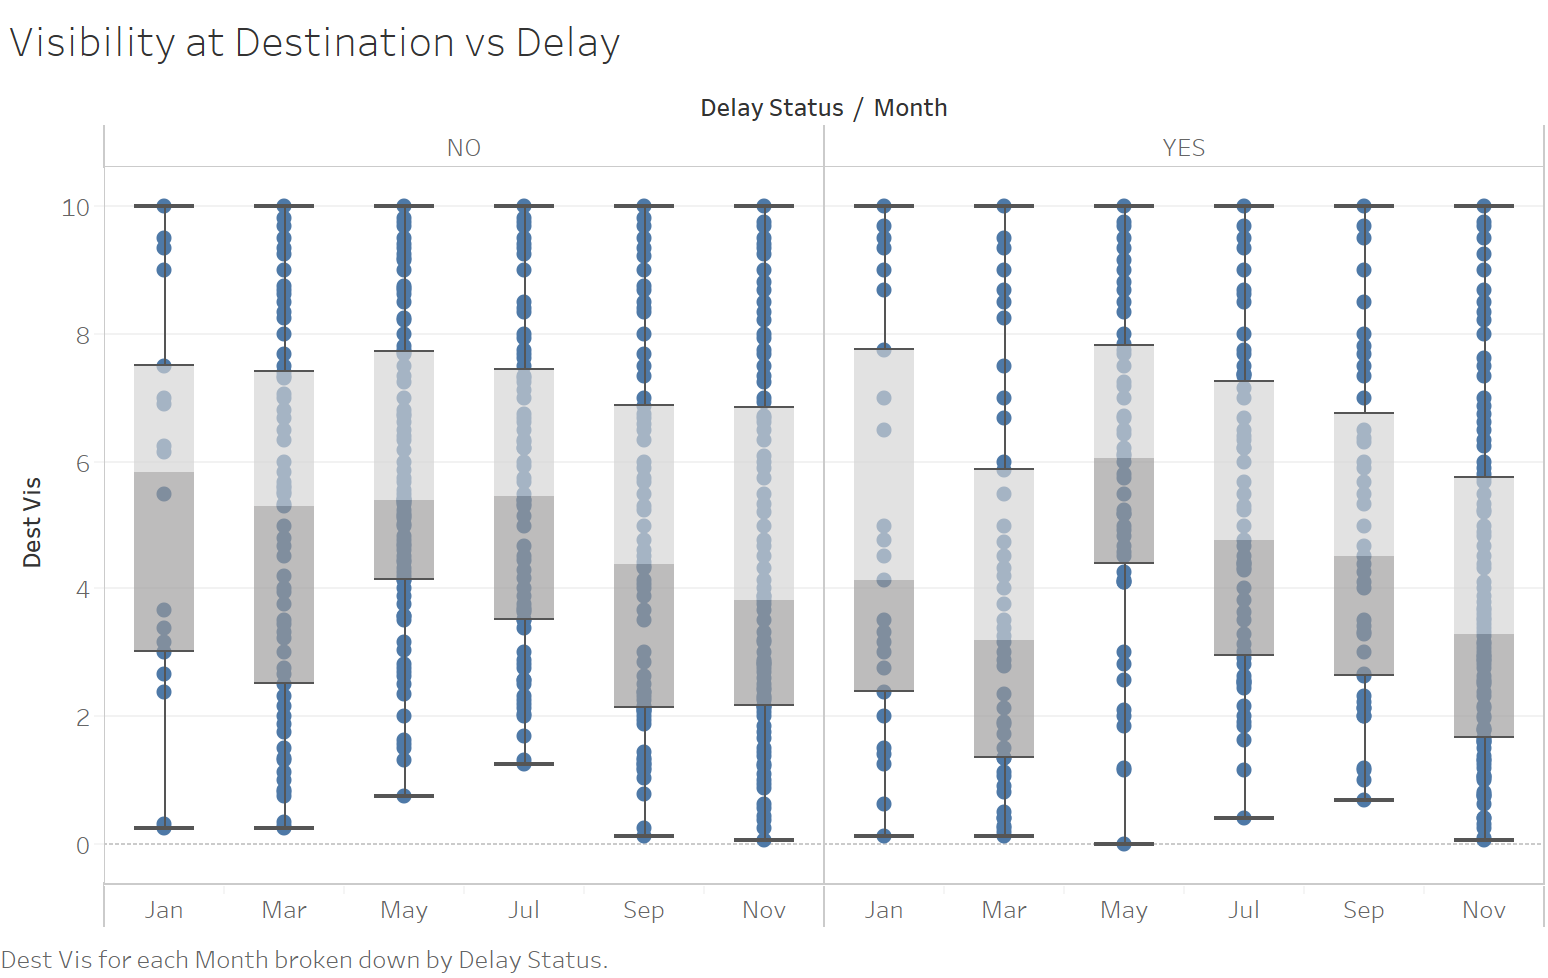 Visibility at Destination vs Delay
Delay Status / Month
NO YES
10
8
6
4
2
0
Dest Vis
Jan Mar May Jul Sep Nov Jan Mar May Jul Sep Nov
Dest Vis for each Month broken down by Delay Status.